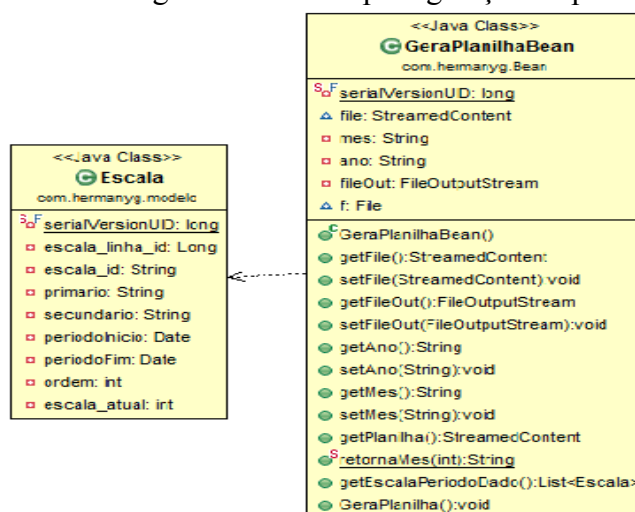 <<Java Class>>
GeraPlanilhaBean
com.hermanyg.Bean
serialVersionUID: long
file: StreamedContent
mes: String
ano: String
fileOut: FileOutputStream
f: File
GeraPlanilhaBean()
getFile():StreamedContent
setFile(StreamedContent):void
getFileOut():FileOutputStream
setFileOut(FileOutputStream):void
getAno():String
setAno(String):void
getMes():String
setMes(String):void
getPlanilha():StreamedContent
retornaMes(int):String
getEscalaPeriodoDado():List<Escala>
GeraPlanilha():void
<<Java Class>>
Escala
com.hermanyg.modelo
serialVersionUID: long
escala_linha_id: Long
escala_id: String
primario: String
secundario: String
periodoInicio: Date
periodoFim: Date
ordem: int
escala_atual: int